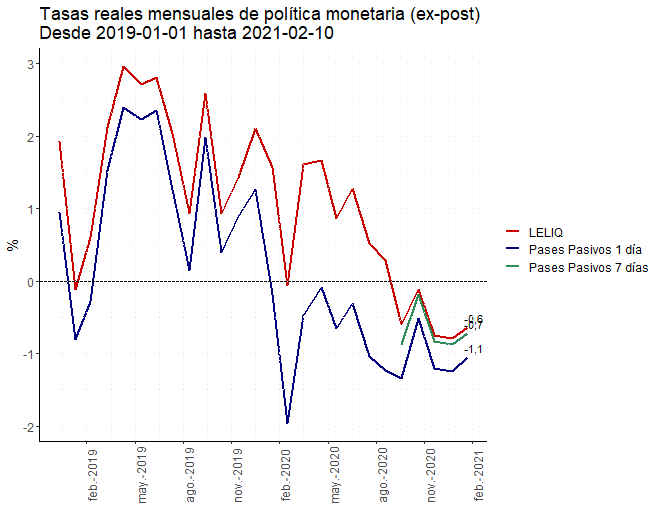 Tasas reales mensuales de política monetaria (ex-post)
Desde 2019-01-01 hasta 2021-02-10
3
2
1
0
-1
-2
%
-0,6
-0,7
-1,1
LELIQ
Pases Pasivos 1 día
Pases Pasivos 7 días
feb.-2019
may.-2019
ago.-2019
nov.-2019
feb.-2020
may.-2020
ago.-2020
nov.-2020
feb.-2021